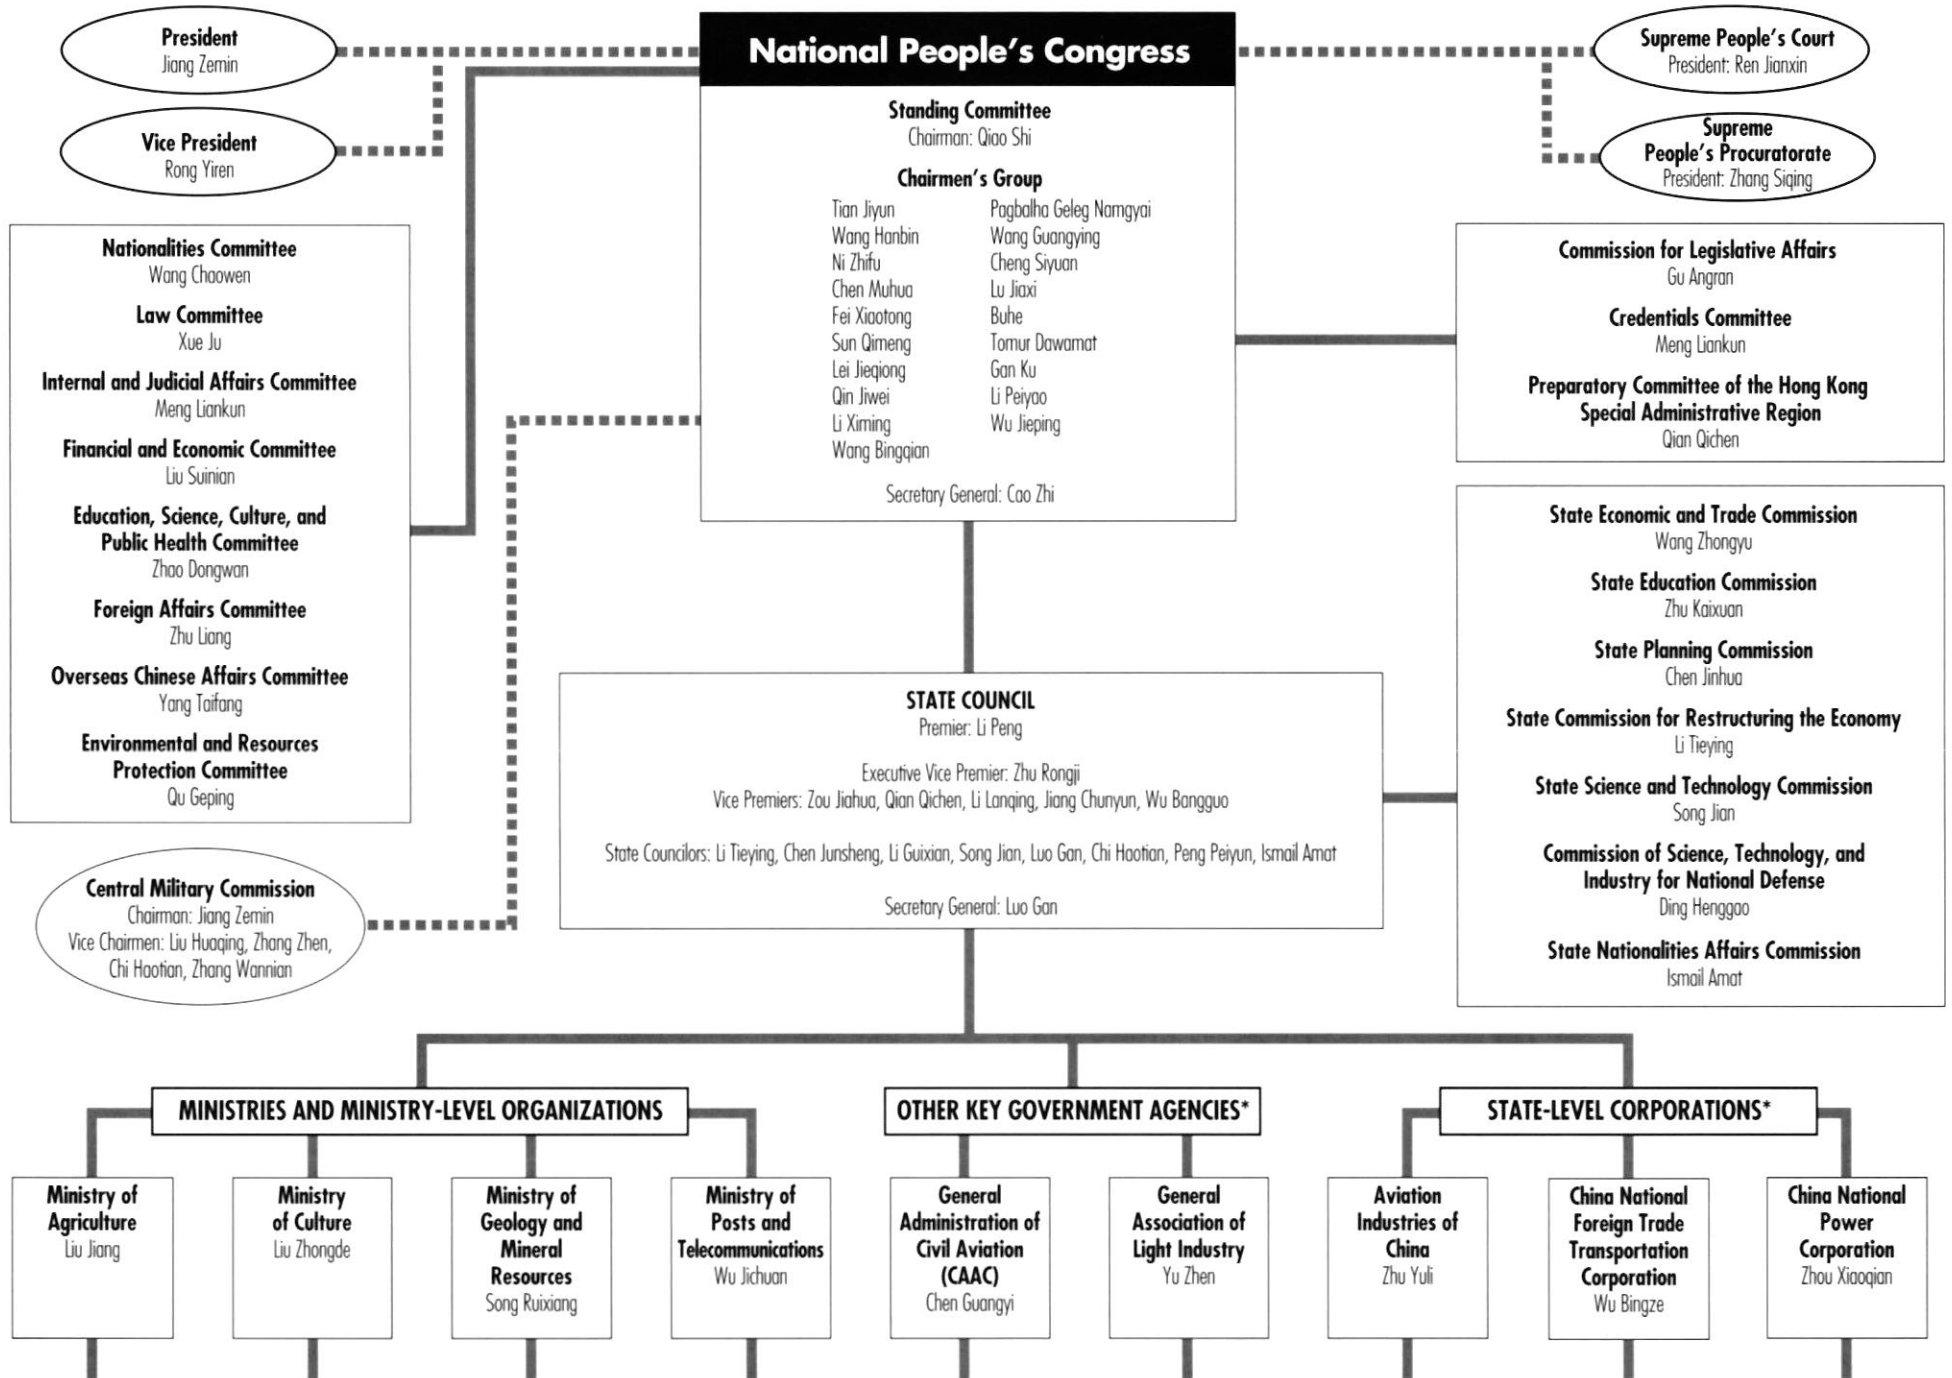 President
Jiang Zemin
National People's Congress
Supreme People's Court
President: Ren Jianxin
Vice President
Rong Yiren
Supreme
People's Procuratorate
President: Zhang Siqing
Standing Committee
Chairman: Qiao Shi
Chairmen's Group
Tian Jiyun
Wang Hanbin
Ni Zhifu
Chen Muhua
Fei Xiaotong
Sun Qimeng
Lei Jieqiong
Qin Jiwei
Li Ximing
Wang Bingqian
Pagbalha Geleg Namgyai
Wang Guangying
Cheng Siyuan
Lu Jiaxi
Buhe
Tomur Dawamat
Gan Ku
Li Peiyao
Wu Jieping
Secretary General: Cao Zhi
Nationalities Committee
Wang Chaowen
Law Committee
Xue Ju
Internal and Judicial Affairs Committee
Meng Liankun
Financial and Economic Committee
Liu Suinian
Education, Science, Culture, and
Public Health Committee
Zhao Dongwan
Foreign Affairs Committee
Zhu Liang
Overseas Chinese Affairs Committee
Yang Taifang
Environmental and Resources
Protection Committee
Qu Geping
Commission for Legislative Affairs
Gu Angran
Credentials Committee
Meng Liankun
Preparatory Committee of the Hong Kong
Special Administrative Region
Qian Qichen
State Economic and Trade Commission
Wang Zhongyu
State Education Commission
Zhu Kaixuan
State Planning Commission
Chen Jinhua
State Commission for Restructuring the Economy
Li Tieying
State Science and Technology Commission
Song Jian
Commission of Science, Technology, and
Industry for National Defense
Ding Henggao
State Nationalities Affairs Commission
Ismail Amat
STATE COUNCIL
Premier: Li Peng
Executive Vice Premier: Zhu Rongji
Vice Premiers: Zou Jiahua, Qian Qichen, Li Lanqing, Jiang Chunyun, Wu Bangguo
State Councilors: Li Tieying, Chen Junsheng, Li Guixian, Song Jian, Luo Gan, Chi Haotian, Peng Peiyun, Ismail Amat
Secretary General: Luo Gan
Central Military Commission
Chairman: Jiang Zemin
Vice Chairmen: Liu Huaqing, Zhang Zhen,
Chi Haotian, Zhang Wannian
MINISTRIES AND MINISTRY-LEVEL ORGANIZATIONS
OTHER KEY GOVERNMENT AGENCIES*
STATE-LEVEL CORPORATIONS*
Ministry of
Agriculture
Liu Jiang
Ministry
of Culture
Liu Zhongde
Ministry of
Geology and
Mineral
Resources
Song Ruixiang
Ministry of
Posts and
Telecommunications
Wu Jichuan
General
Administration of
Civil Aviation
(CAAC)
Chen Guangyi
General
Association of
Light Industry
Yu Zhen
Aviation
Industries of
China
Zhu Yuli
China National
Foreign Trade
Transportation
Corporation
Wu Bingze
China National
Power
Corporation
Zhou Xiaoqian